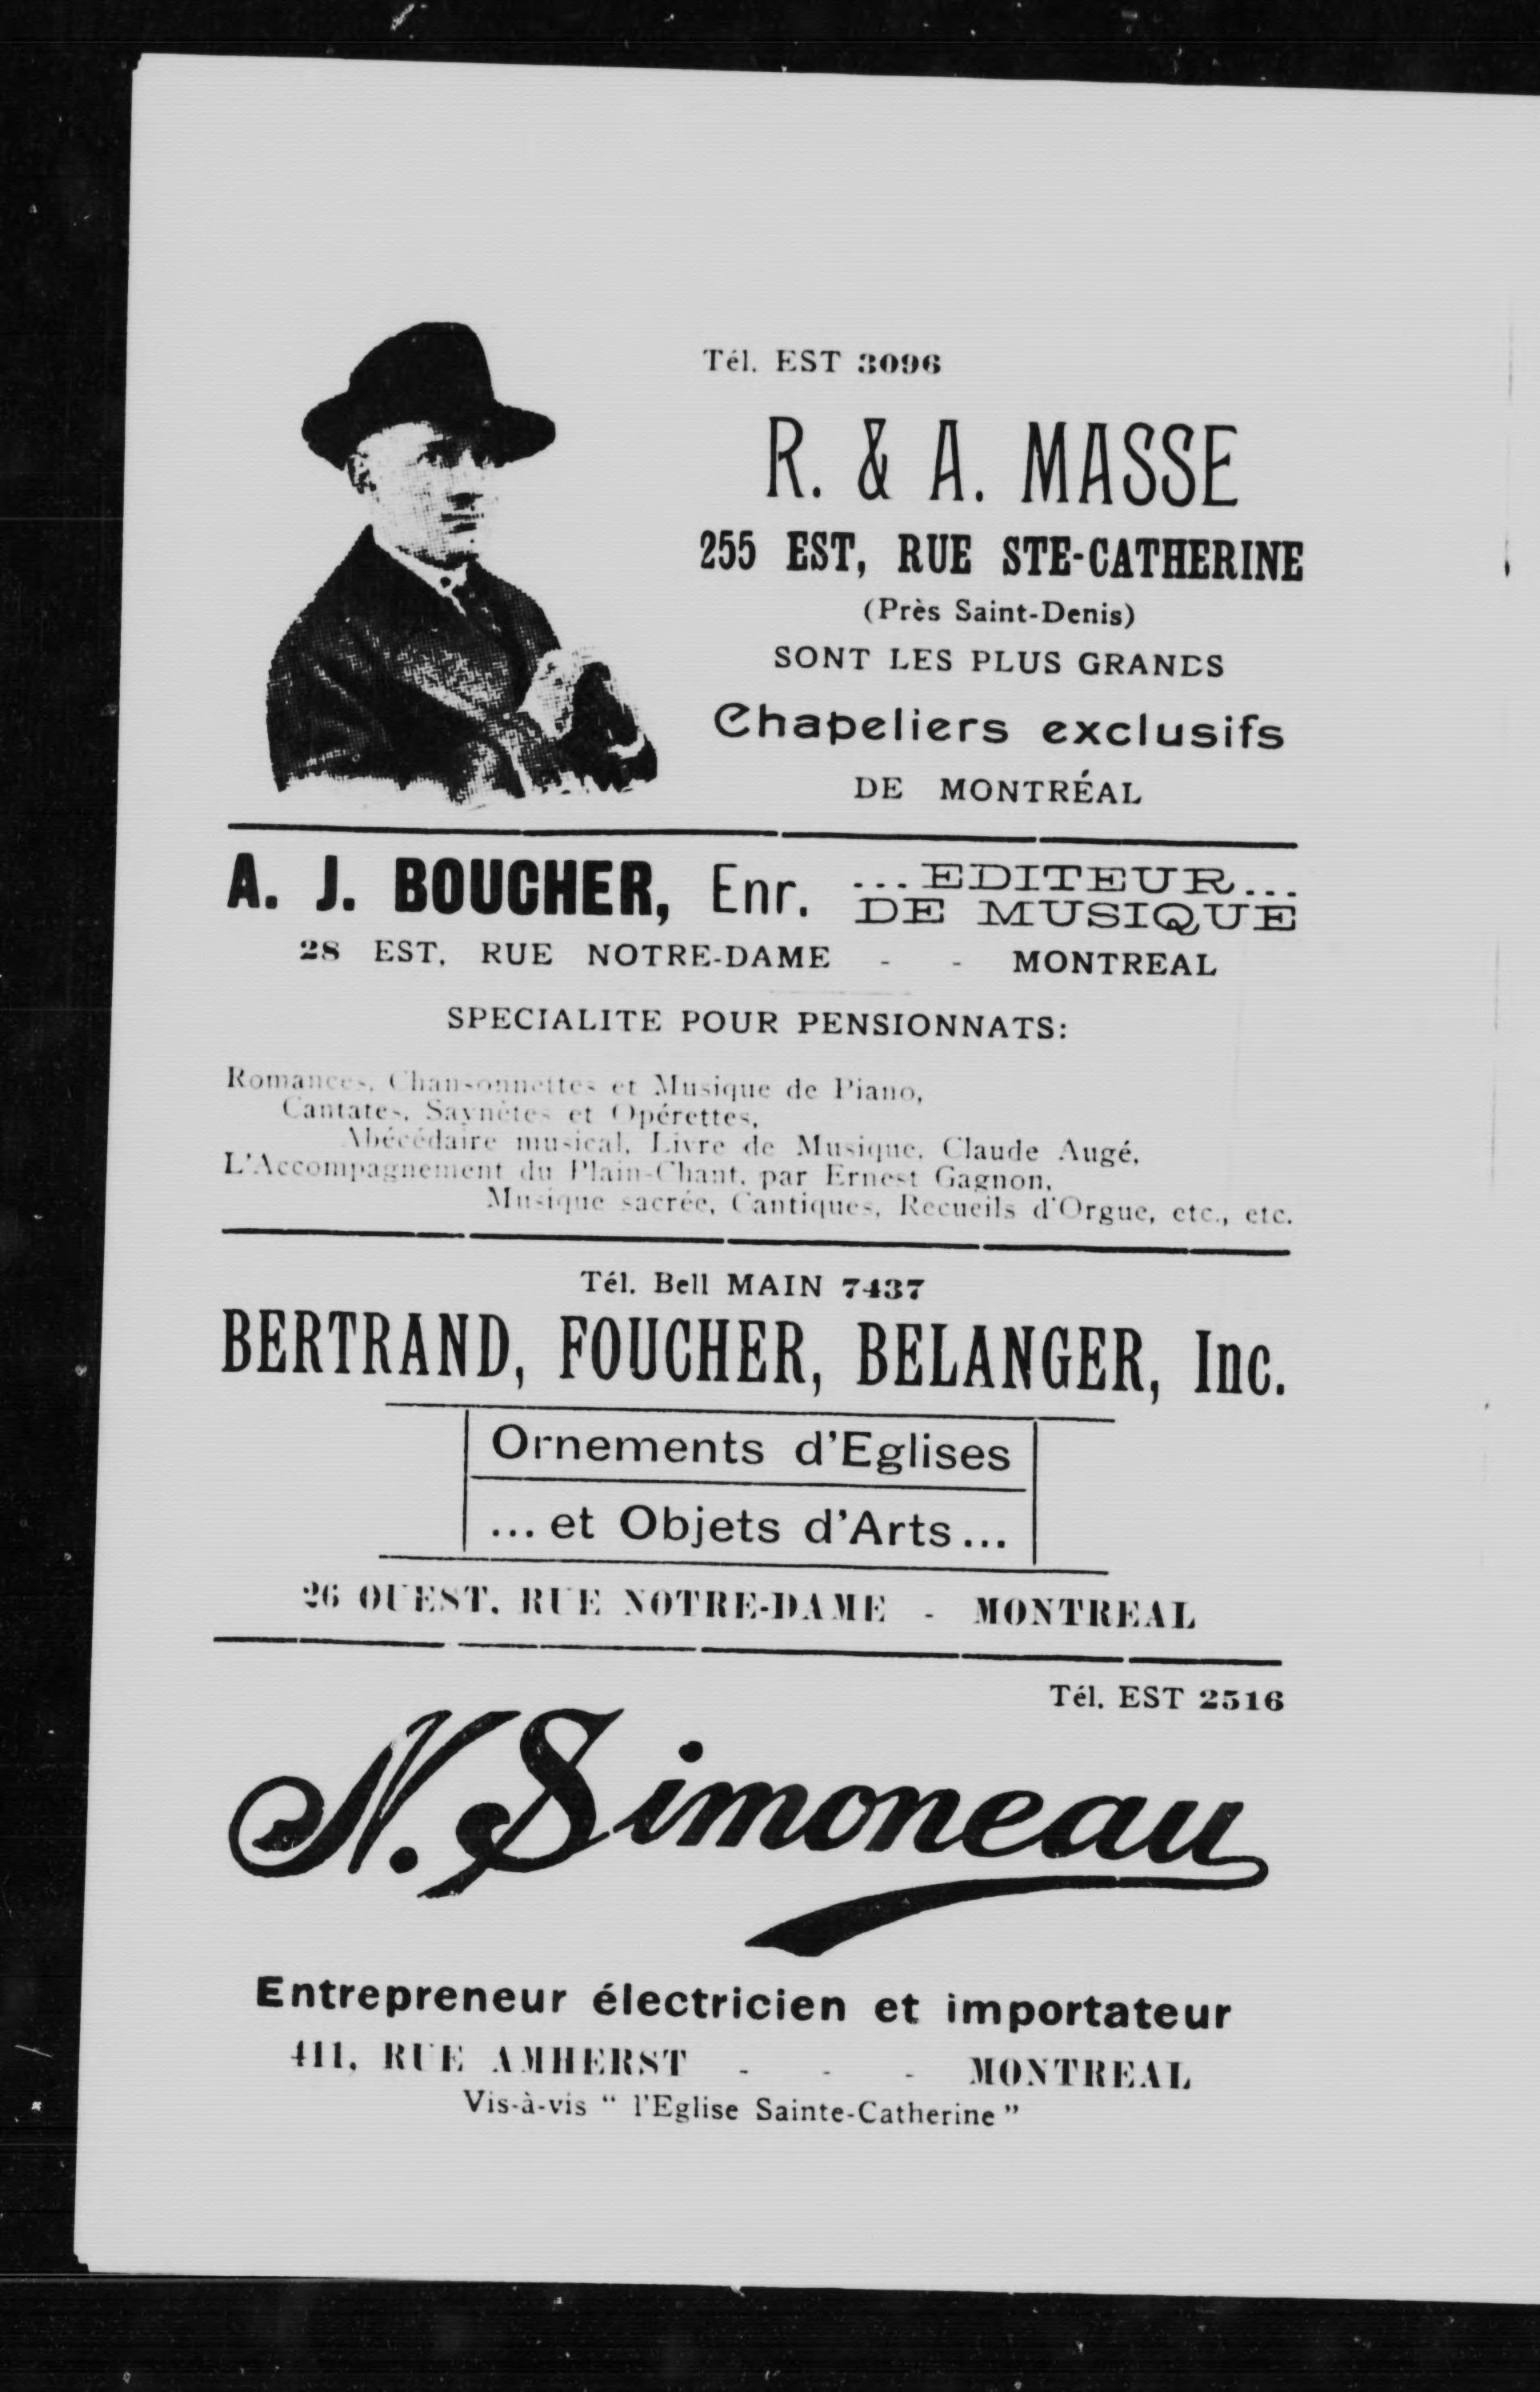 Tél. EST 3096
R. & A. MASSE
255 EST, RUE STE-CATHERINE
(Près Saint-Denis)
SONT LES PLUS GRANDS
Chapeliers exclusifs
DE MONTRÉAL
A. J. BOUCHER, Enr. ...EDITEUR...
DE MUSIQUE
28 EST, RUE NOTRE-DAME - - MONTREAL
SPECIALITE POUR PENSIONNATS:
Romances, Chansonnettes et Musique de Piano,
Cantates, Saynètes et Opérettes,
Abécédaire musical, Livre de Musique, Claude Augé,
L'Accompagnement du Plain-Chant, par Ernest Gagnon,
Musique sacrée, Cantiques, Recueils d'Orgue, etc., etc.
Tél. Bell MAIN 7437
BERTRAND, FOUCHER, BELANGER, Inc.
Ornements d'Eglises
...et Objets d'Arts...
26 OUEST, RUE NOTRE-DAME - MONTREAL
Tél. EST 2516
N. Simoneau
Entrepreneur électricien et importateur
411, RUE AMHERST - - - MONTREAL
Vis-à-vis " l'Eglise Sainte-Catherine "